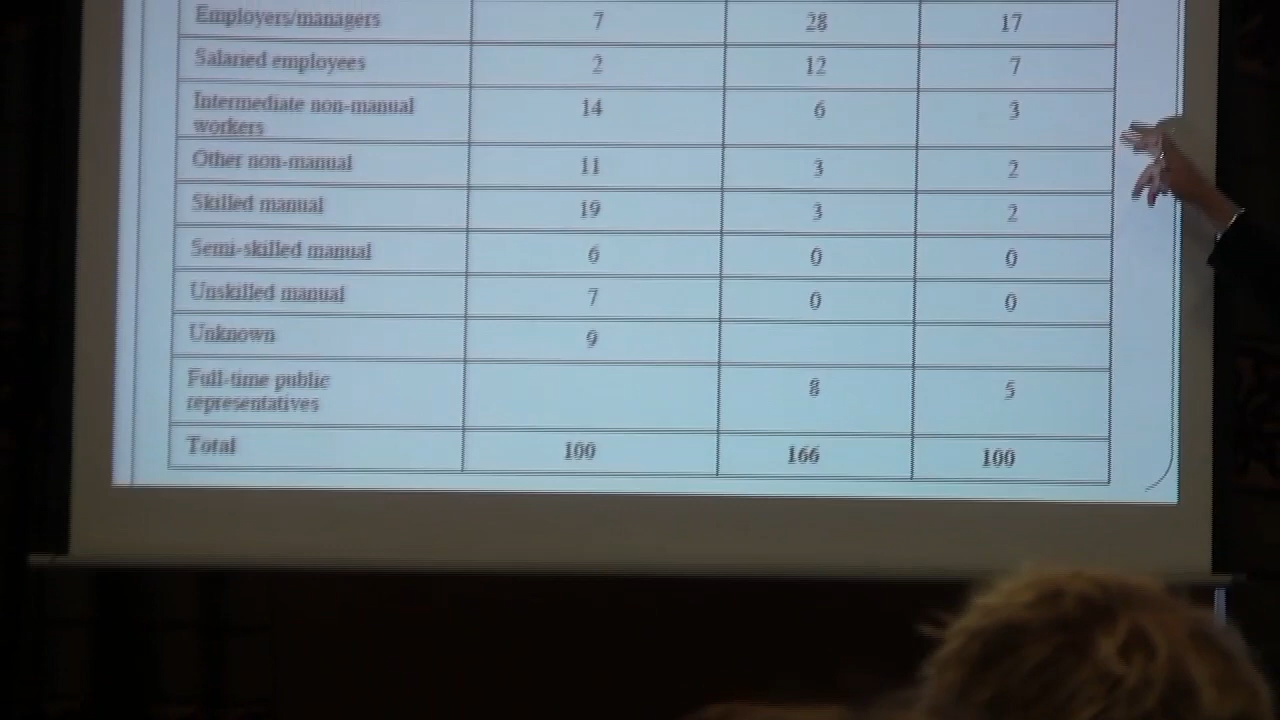 Employers/managers 7 28 17
Salaried employees 2 12 7
Intermediate non-manual workers 14 6 3
Other non-manual 11 3 2
Skilled manual 19 3 2
Semi-skilled manual 6 0 0
Unskilled manual 7 0 0
Unknown 9
Full-time public representatives 8 5
Total 100 166 100